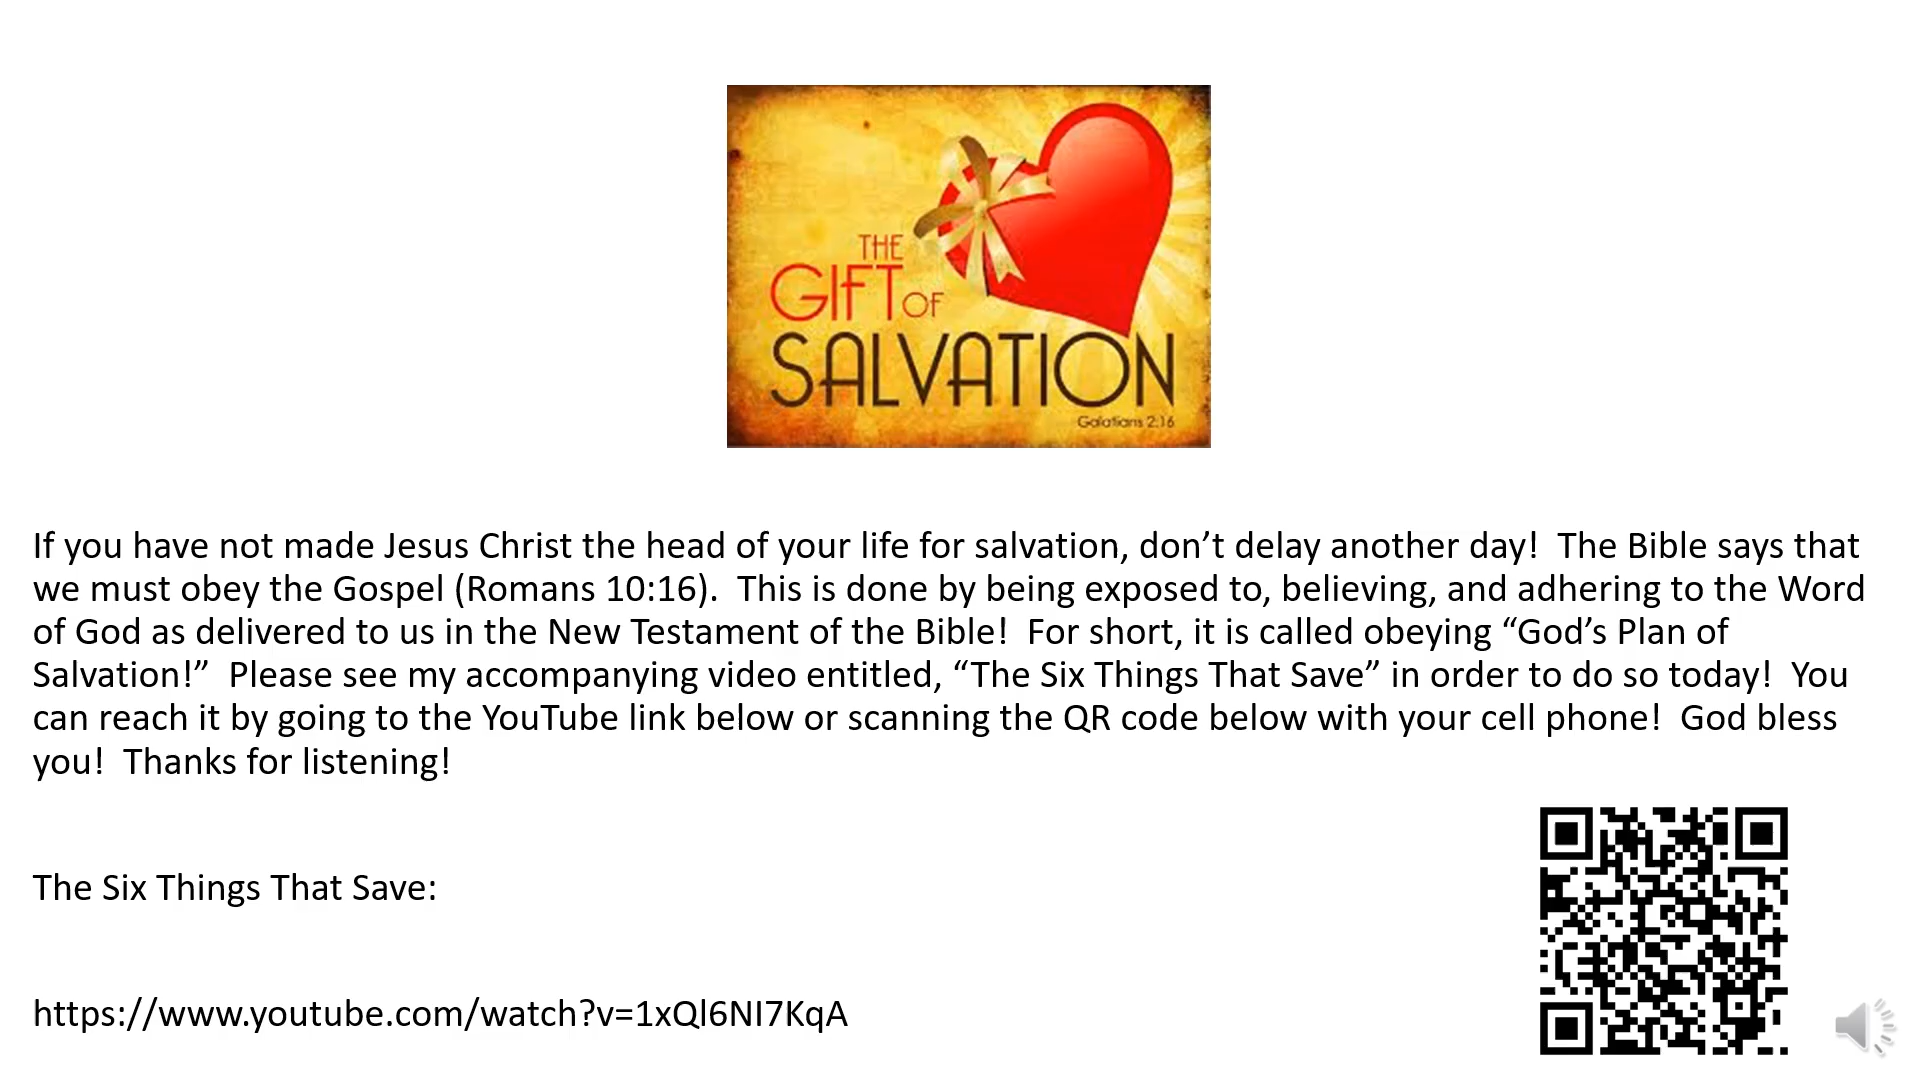 THE
GIFT OF
SALVATION
Galatians 2:16
If you have not made Jesus Christ the head of your life for salvation, don’t delay another day!  The Bible says that
we must obey the Gospel (Romans 10:16).  This is done by being exposed to, believing, and adhering to the Word
of God as delivered to us in the New Testament of the Bible!  For short, it is called obeying “God’s Plan of
Salvation!”  Please see my accompanying video entitled, “The Six Things That Save” in order to do so today!  You
can reach it by going to the YouTube link below or scanning the QR code below with your cell phone!  God bless
you!  Thanks for listening!
The Six Things That Save:
https://www.youtube.com/watch?v=1xQl6NI7KqA